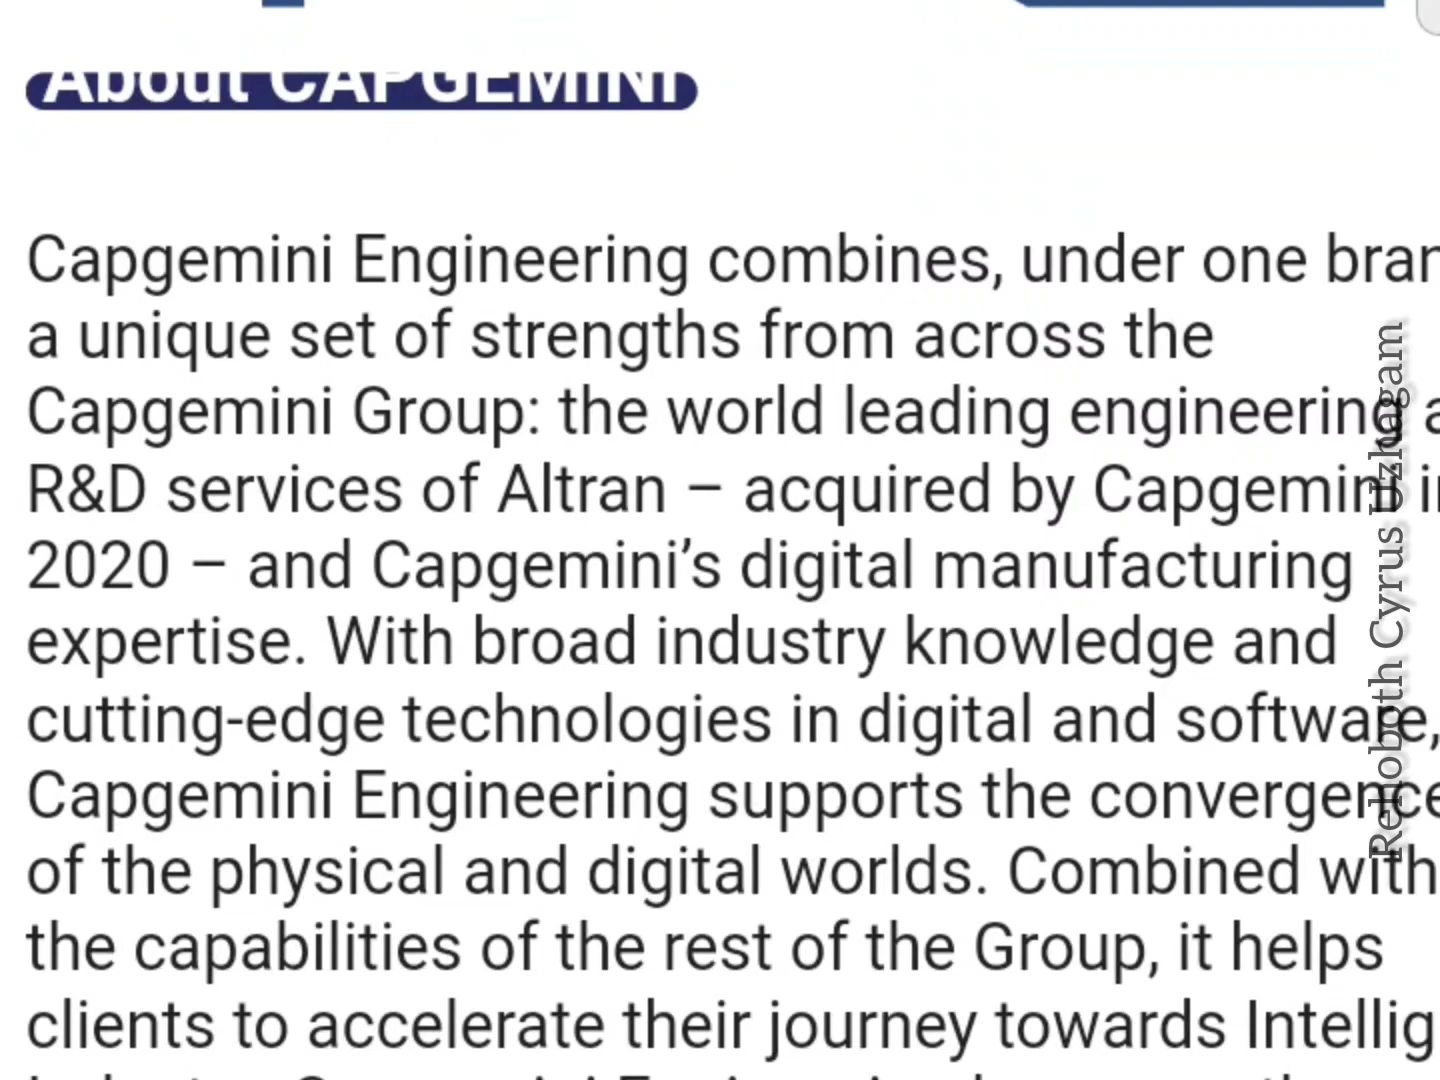 About CAPGEMINI
Capgemini Engineering combines, under one bran
a unique set of strengths from across the
Capgemini Group: the world leading engineering a
R&D services of Altran – acquired by Capgemini in
2020 – and Capgemini’s digital manufacturing
expertise. With broad industry knowledge and
cutting-edge technologies in digital and software,
Capgemini Engineering supports the convergence
of the physical and digital worlds. Combined with
the capabilities of the rest of the Group, it helps
clients to accelerate their journey towards Intellig
Rehoboth Cyrus Uzhagam